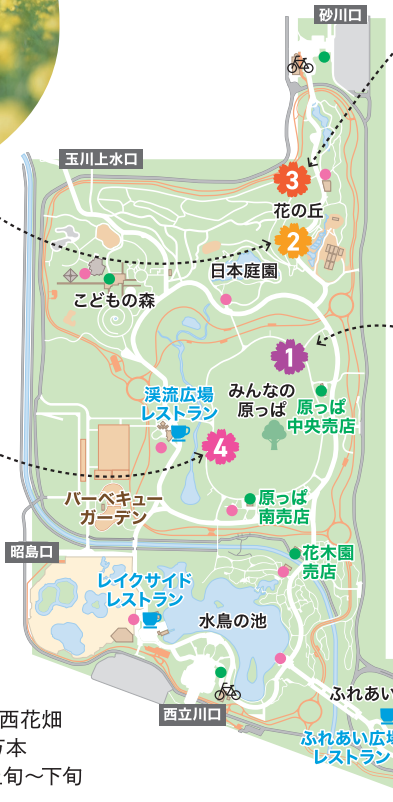 砂川口
玉川上水口
3
花の丘
2
日本庭園
こどもの森
1
みんなの
原っぱ
原っぱ
中央売店
渓流広場
レストラン
4
バーベキュー
ガーデン
原っぱ
南売店
昭島口
花木園
売店
レイクサイド
レストラン
水鳥の池
西立川口
ふれあい
ふれあい広場
レストラン
西花畑
本
旬〜下旬